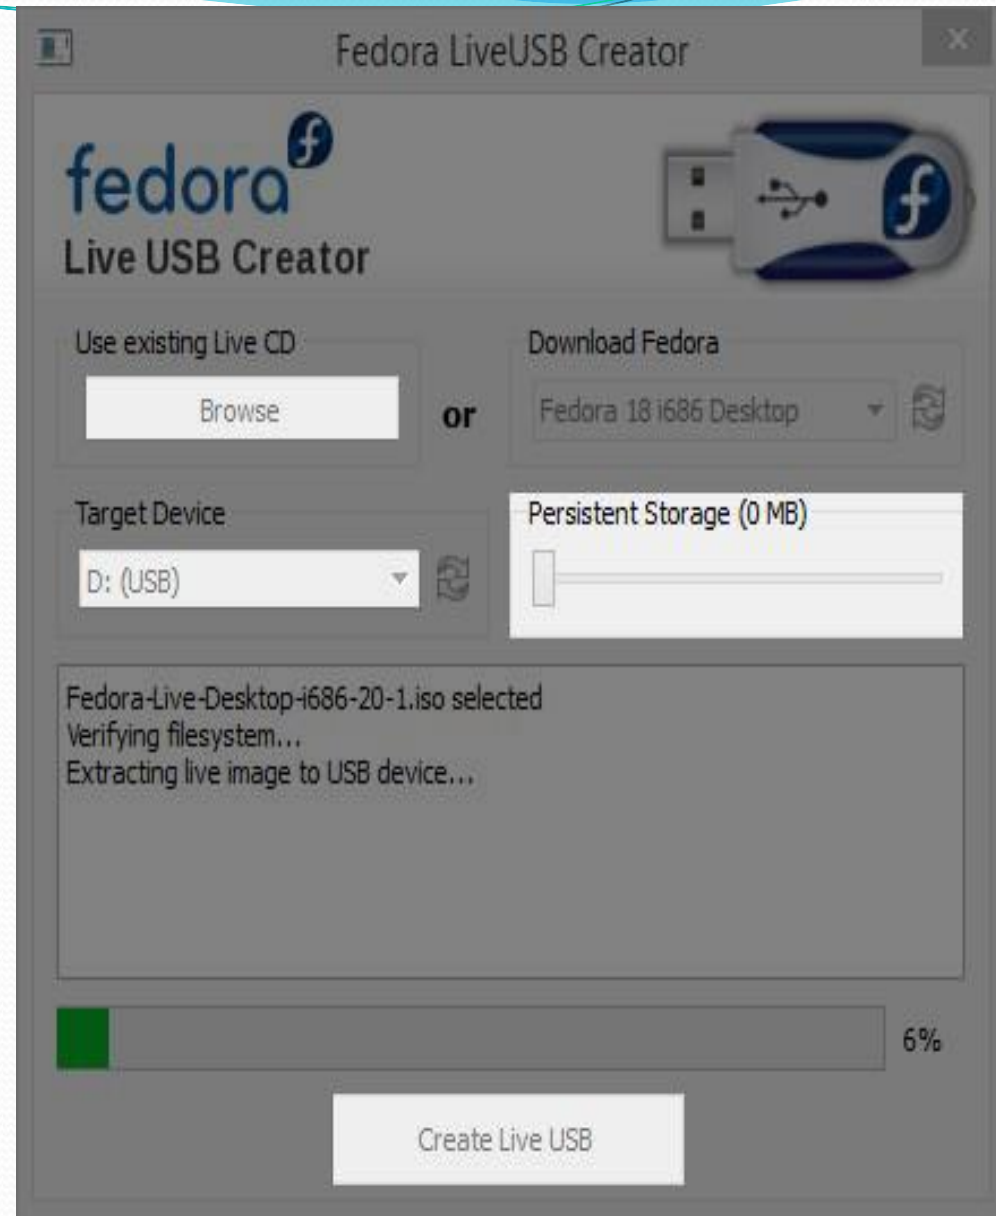 Fedora LiveUSB Creator
fedora
Live USB Creator
Use existing Live CD
Browse
or
Download Fedora
Fedora 18 i686 Desktop
Target Device
D: (USB)
Persistent Storage (0 MB)
Fedora-Live-Desktop-i686-20-1.iso selected
Verifying filesystem...
Extracting live image to USB device...
6%
Create Live USB